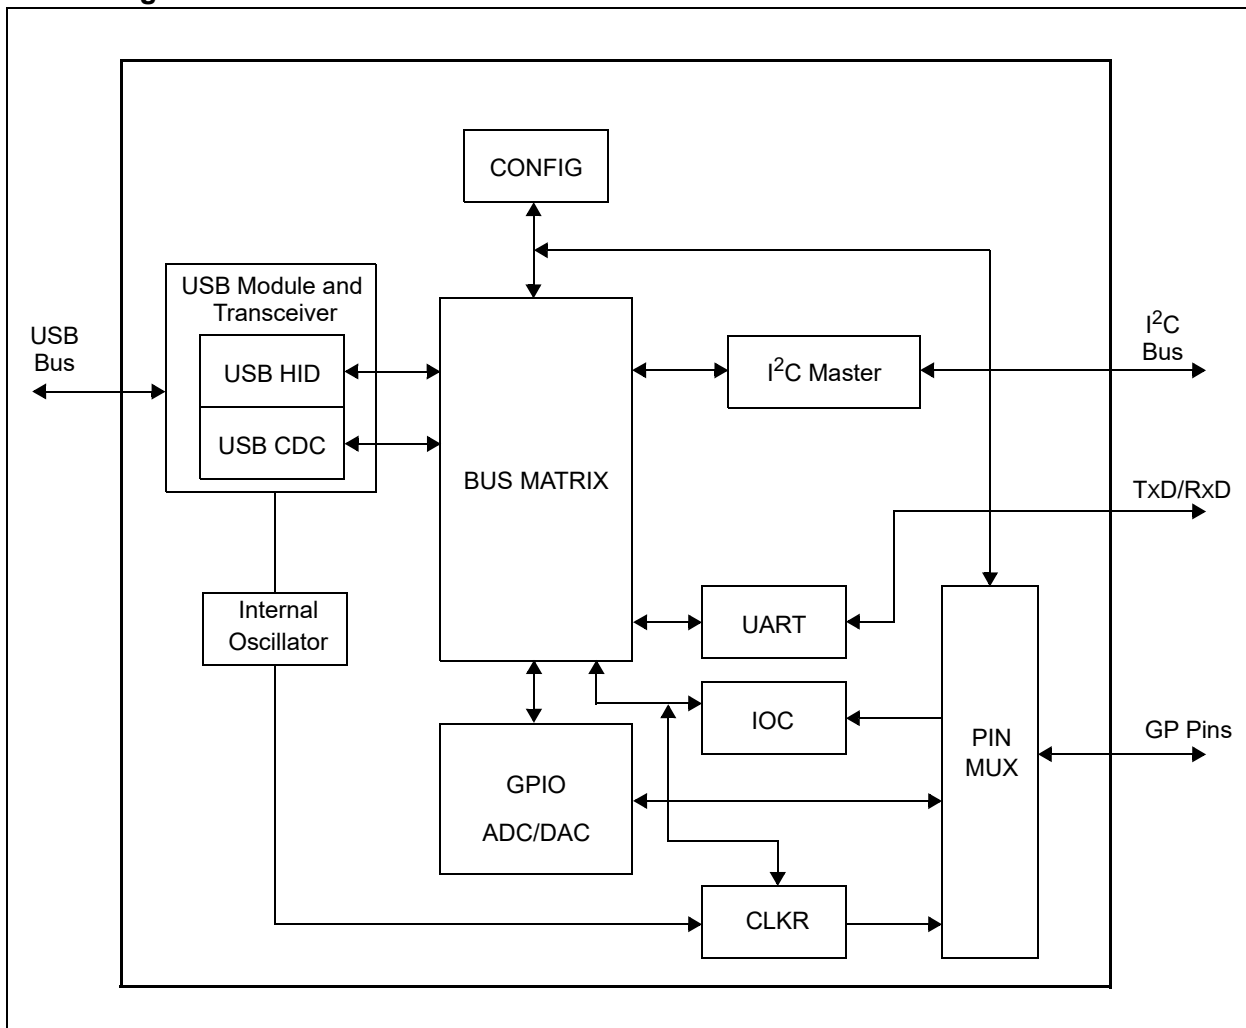 CONFIG
USB Module and
Transceiver
USB HID
USB CDC
USB
Bus
BUS MATRIX
I²C Master
I²C
Bus
TxD/RxD
Internal
Oscillator
UART
IOC
PIN
MUX
GP Pins
GPIO
ADC/DAC
CLKR